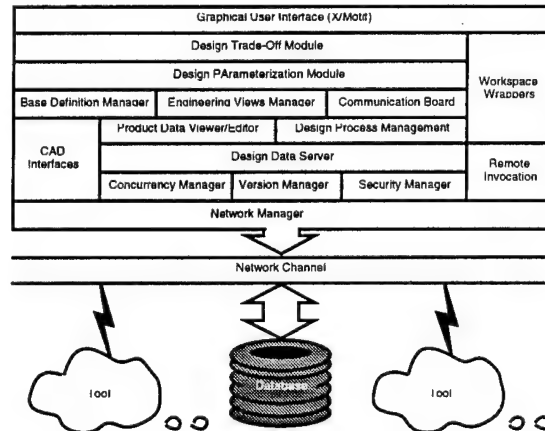 Graphical User Interface (X/Motif)
Design Trade-Off Module
Design PArameterization Module
Workspace
Wrappers
Base Definition Manager
Engineering Views Manager
Communication Board
Product Data Viewer/Editor
Design Process Management
CAD
Interfaces
Design Data Server
Remote
Invocation
Concurrency Manager
Version Manager
Security Manager
Network Manager
Network Channel
Tool
Database
Tool